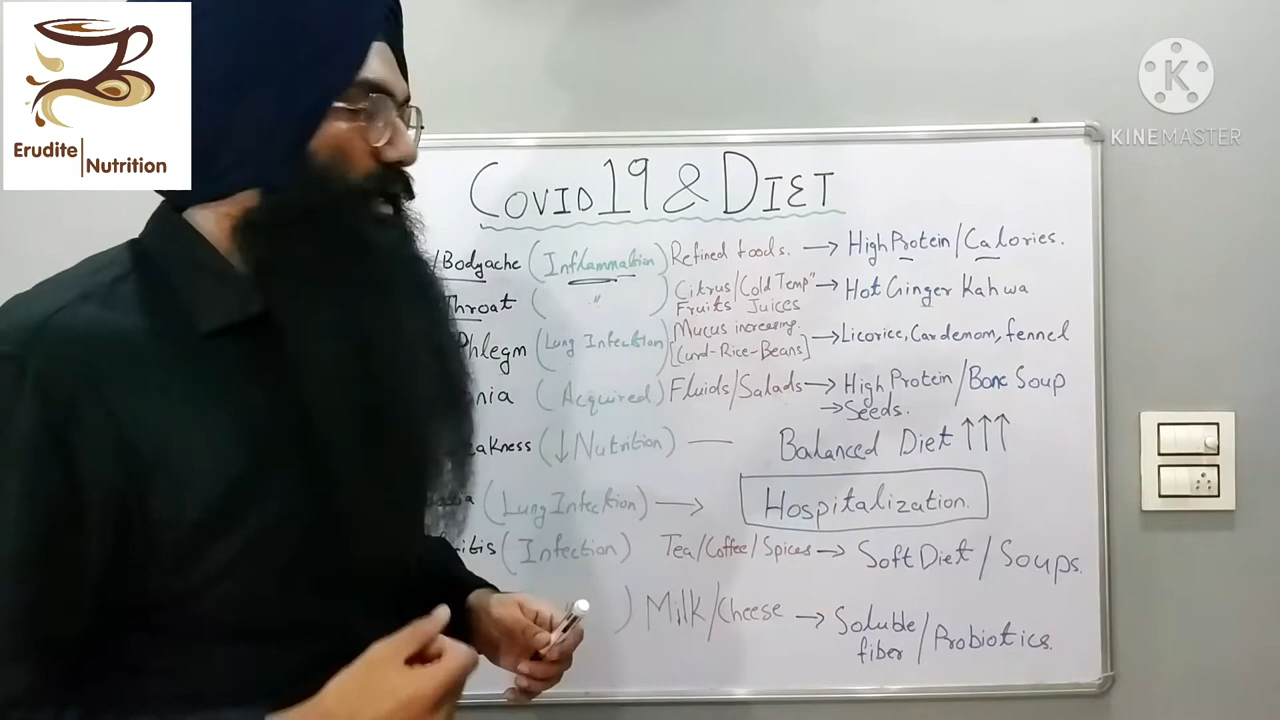 Erudite | Nutrition
KINEMASTER
COVID 19 & DIET
/Bodyache (Inflammation) Refined foods. → High Protein/Calories.
Throat ( " ) Citrus/Cold Temp" Fruits Juices → Hot Ginger Kahwa
Phlegm (Lung Infection) Mucus increasing. [Curd-Rice-Beans] → Licorice, Cardemom, fennel
nia (Acquired) Fluids/Salads → High Protein/Bone Soup
→ Seeds.
akness (↓Nutrition) — Balanced Diet ↑↑↑
(Lung Infection) → Hospitalization.
ritis (Infection) Tea/Coffee/Spices → Soft Diet/Soups.
) Milk/Cheese → Soluble fiber/Probiotics.